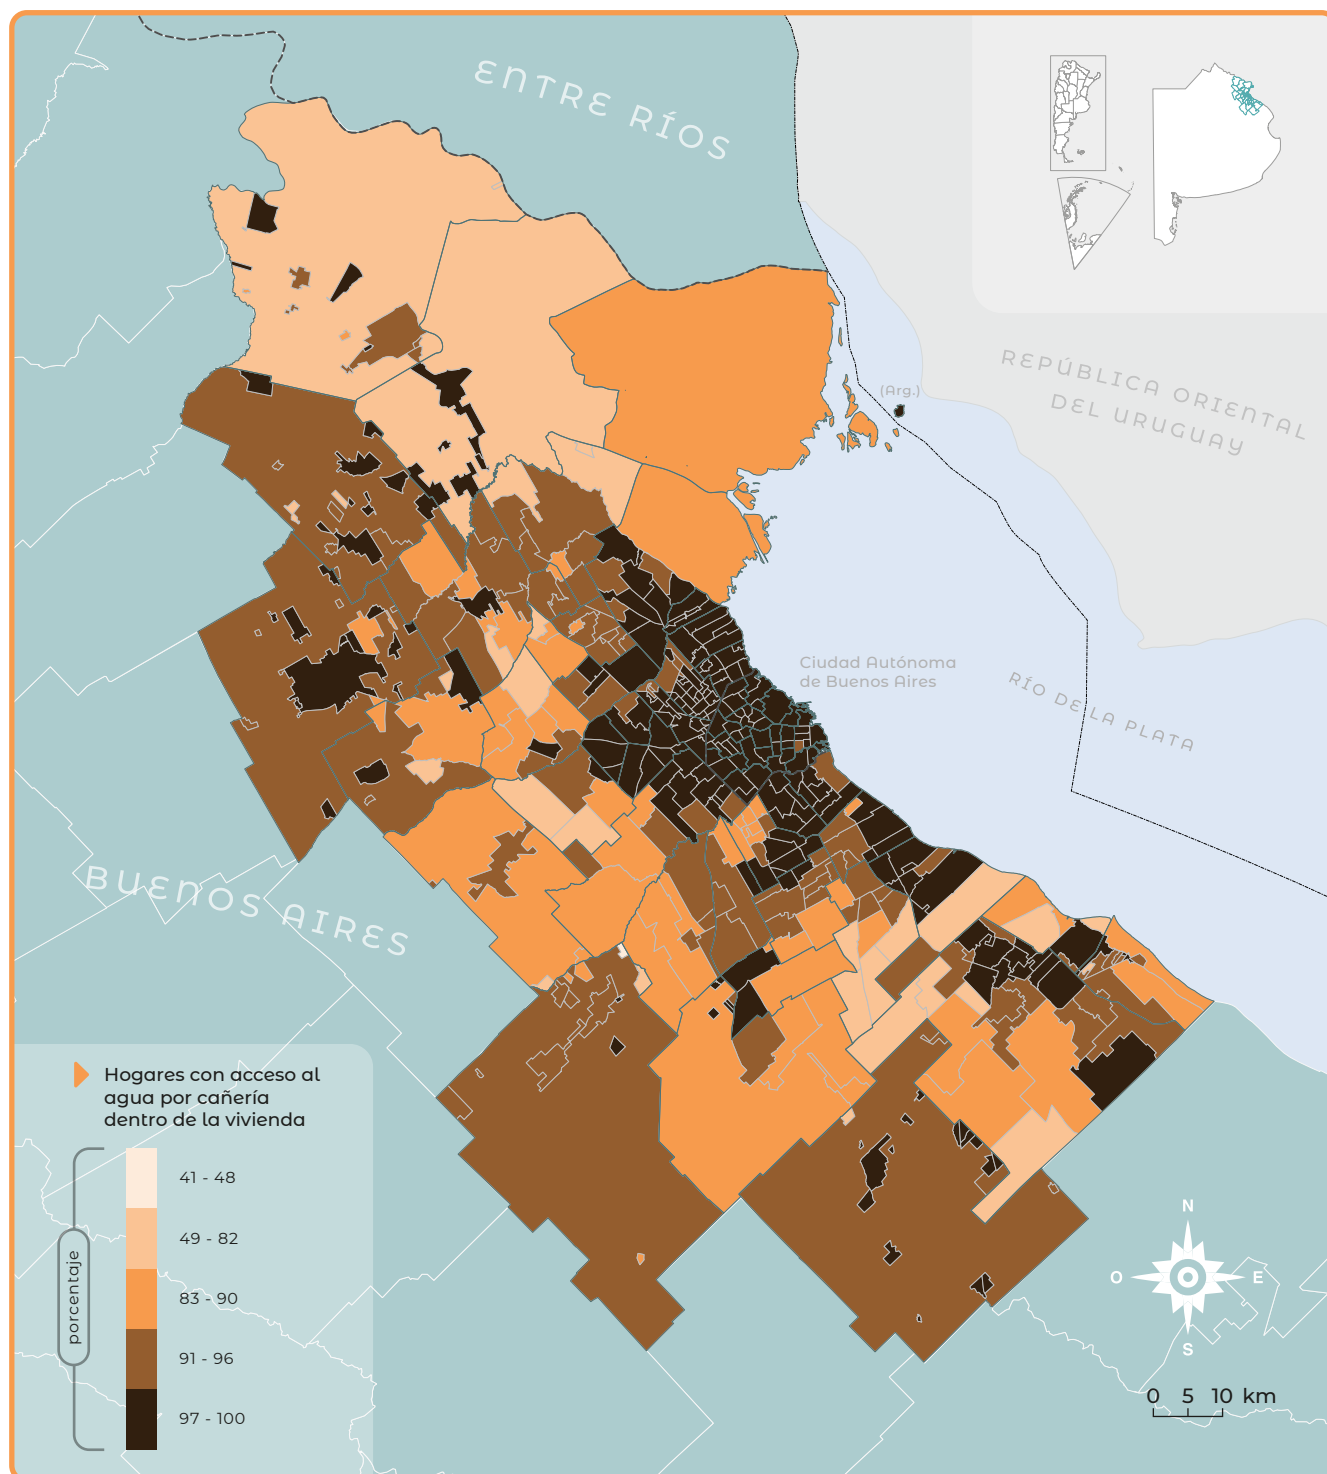 ENTRE RÍOS
(Arg.)
REPÚBLICA ORIENTAL
DEL URUGUAY
Ciudad Autónoma
de Buenos Aires
RÍO DE LA PLATA
BUENOS AIRES
Hogares con acceso al
agua por cañería
dentro de la vivienda
porcentaje
41 - 48
49 - 82
83 - 90
91 - 96
97 - 100
N
O
E
S
0 5 10 km